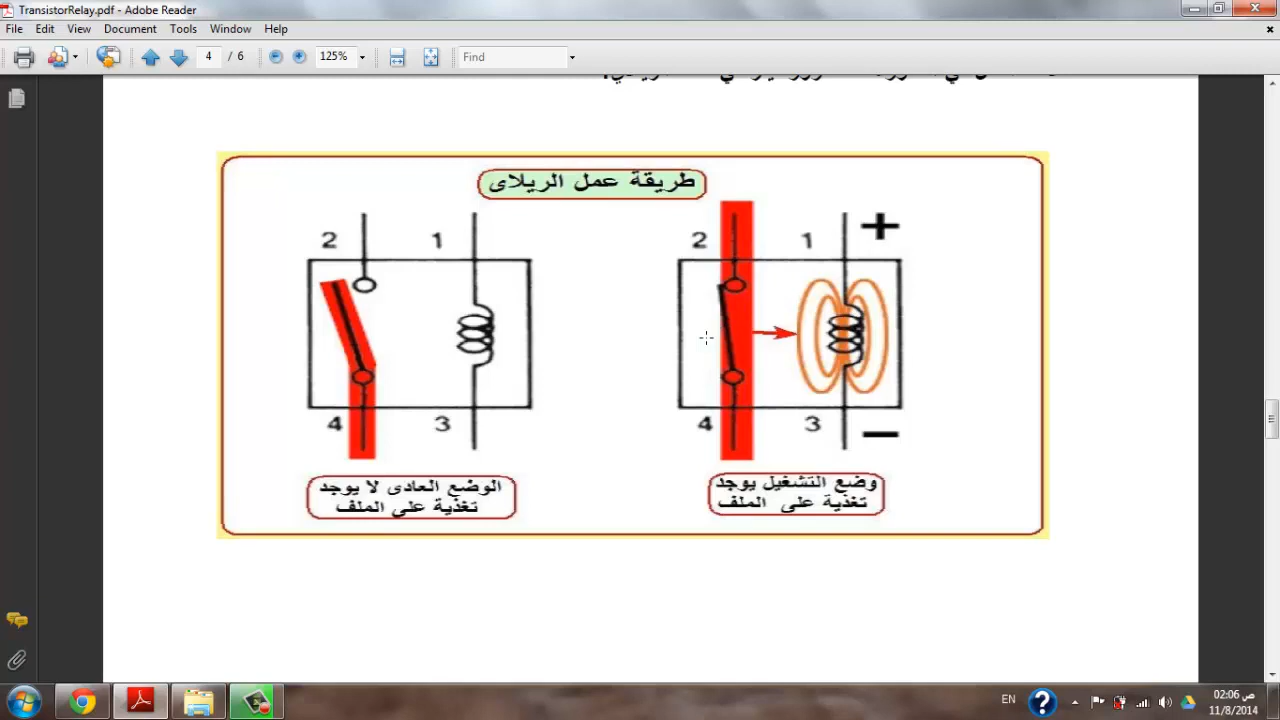 TransistorRelay.pdf - Adobe Reader
File Edit View Document Tools Window Help
4 / 6 125% Find
طريقة عمل الريلاى
2 1 2 1 +
4 3 4 3 −
الوضع العادى لا يوجد
تغذية على الملف
وضع التشغيل يوجد
تغذية على الملف
EN
02:06 ص
11/8/2014